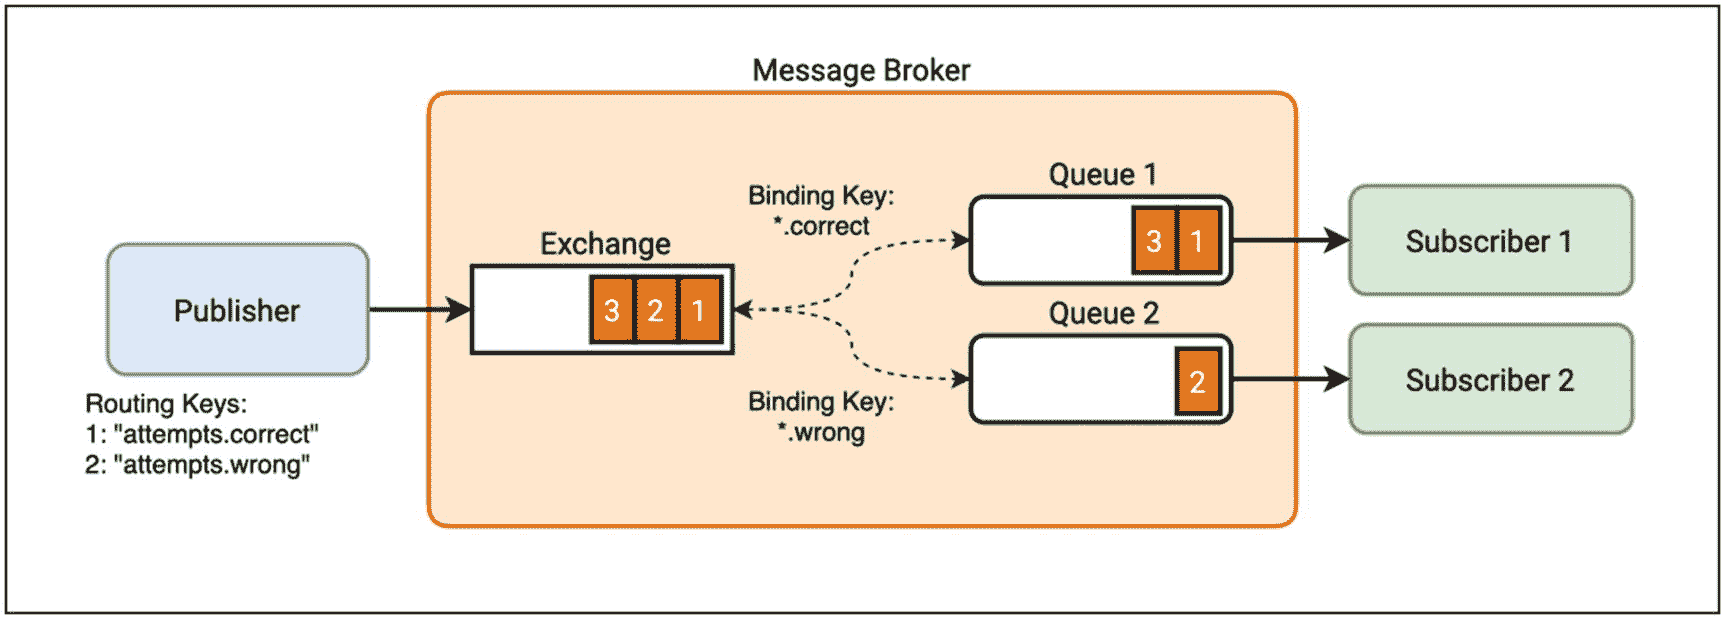 Message Broker
Queue 1
Binding Key:
*.correct
3 1
Subscriber 1
Exchange
Publisher
3 2 1
Queue 2
Routing Keys:
1: "attempts.correct"
2: "attempts.wrong"
Binding Key:
*.wrong
2
Subscriber 2